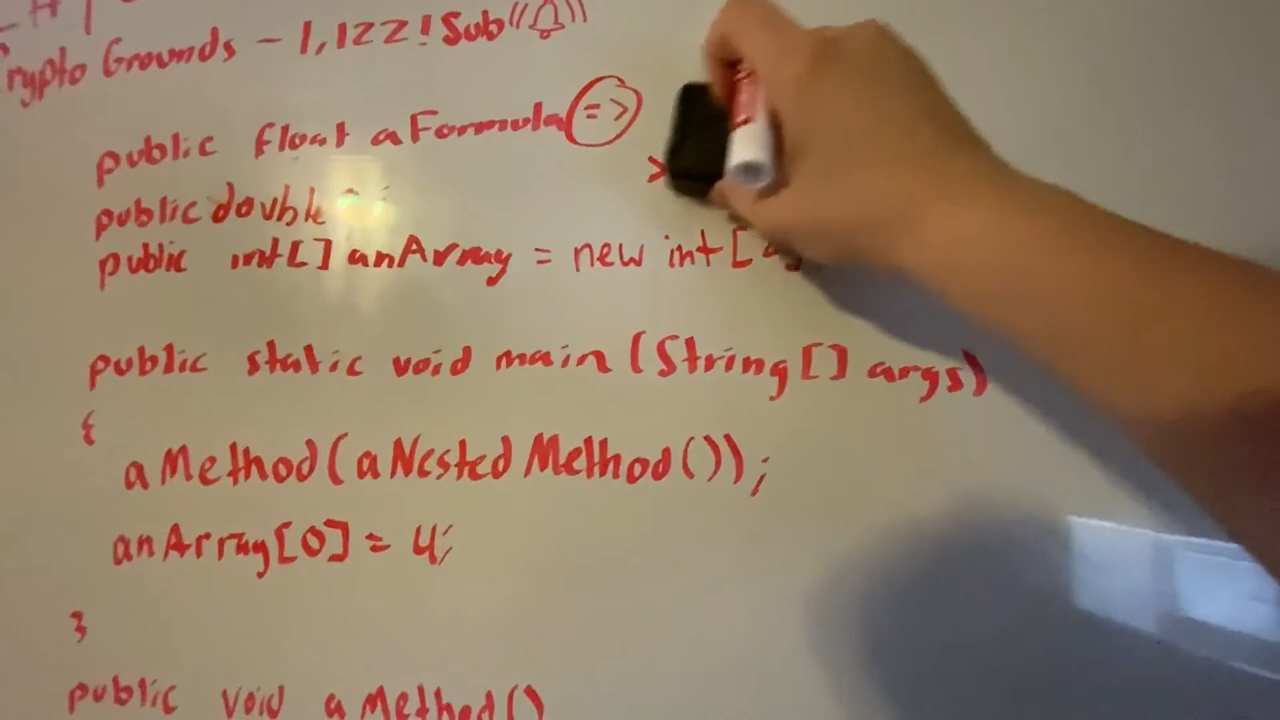 Crypto Grounds - 1,122! Sub
public float aFormula =>
>
public double
public int[] anArray = new int[
public static void main (String[] args)
{
aMethod(aNestedMethod());
anArray[0] = 4;
}
public void aMethod()